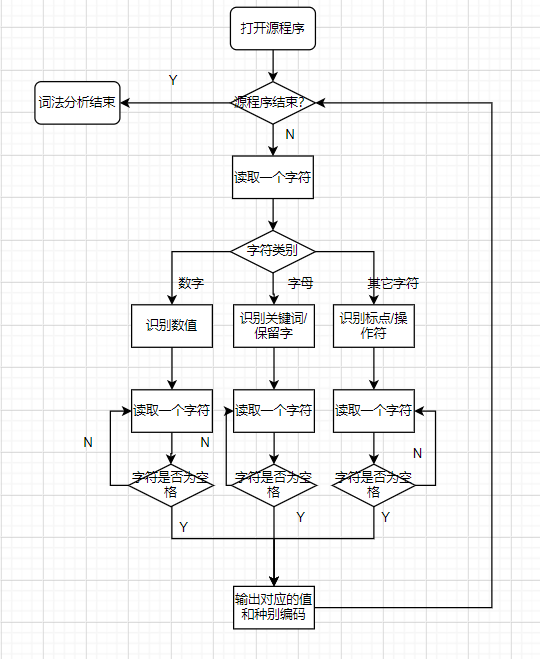 打开源程序
Y
词法分析结束
源程序结束?
N
读取一个字符
字符类别
数字
字母
其它字符
识别数值
识别关键词/
保留字
识别标点/操
作符
读取一个字符
读取一个字符
读取一个字符
N
N
N
字符是否为空
格
字符是否为空
格
字符是否为空
格
Y
Y
Y
输出对应的值
和种别编码